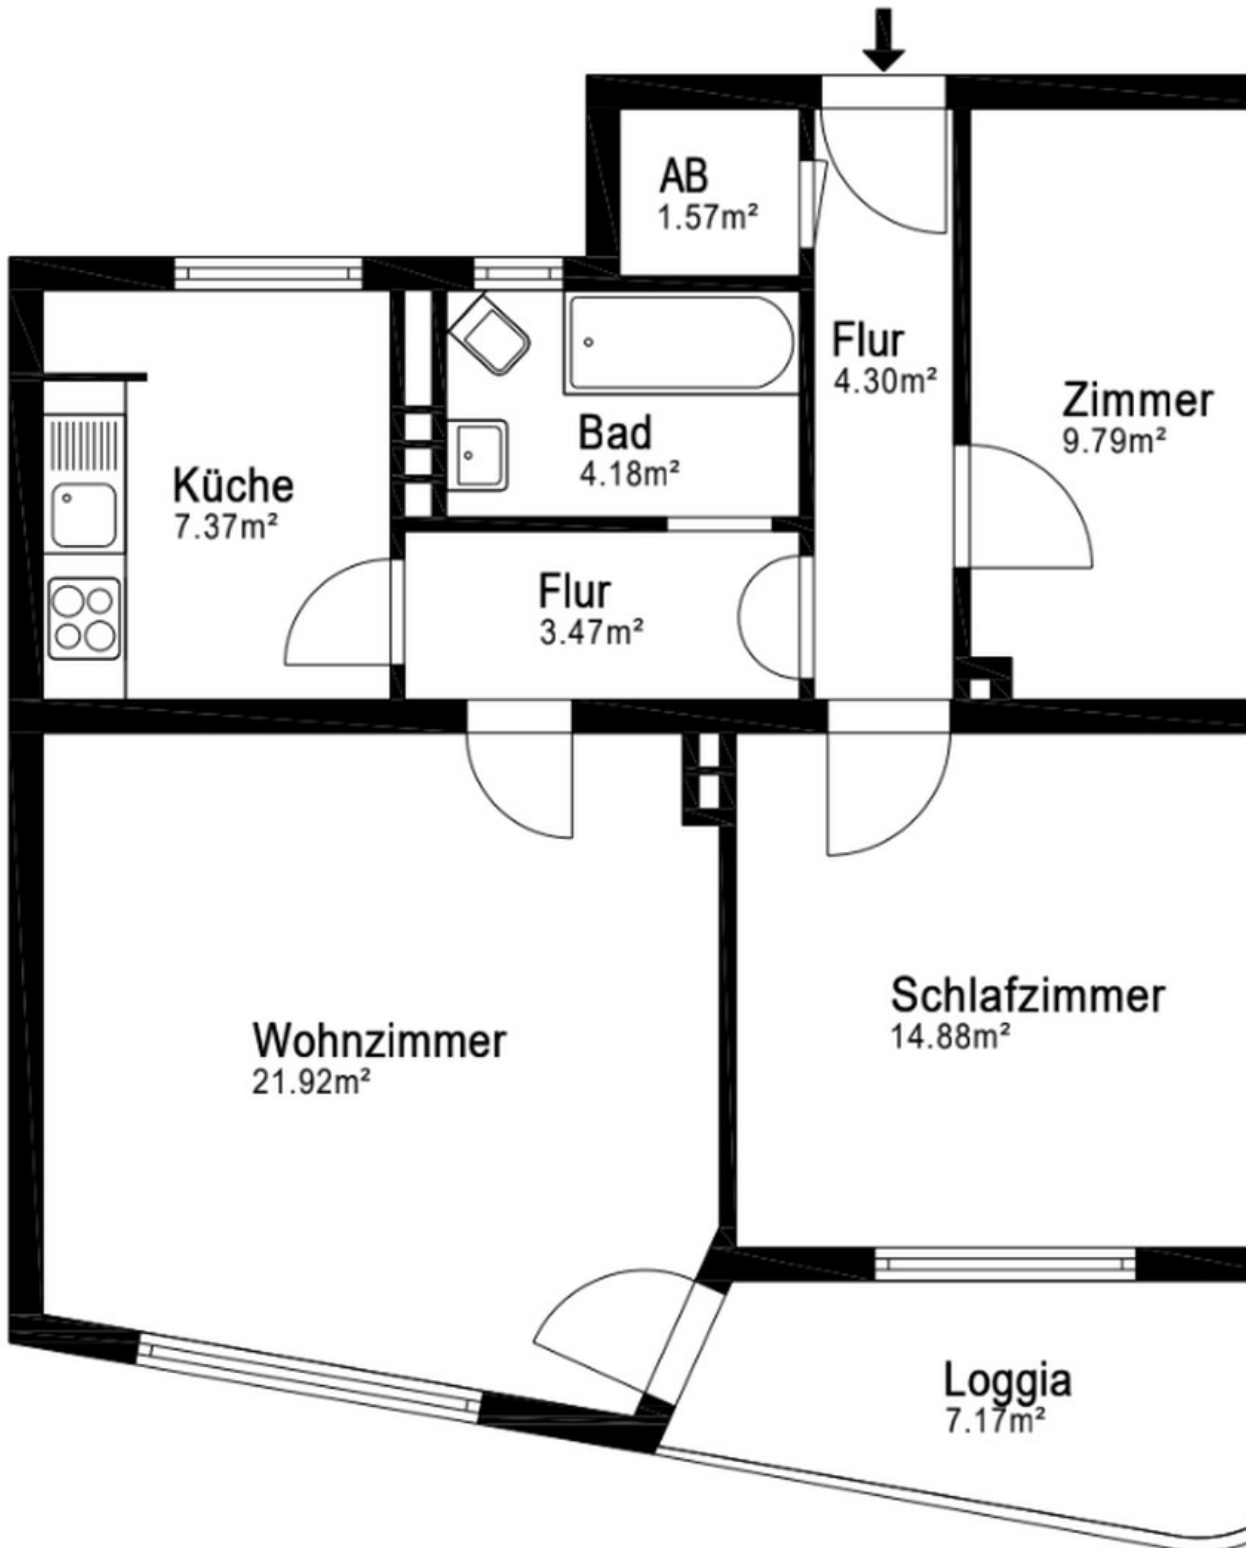 AB
1.57m²
Flur
4.30m²
Zimmer
9.79m²
Bad
4.18m²
Küche
7.37m²
Flur
3.47m²
Schlafzimmer
14.88m²
Wohnzimmer
21.92m²
Loggia
7.17m²